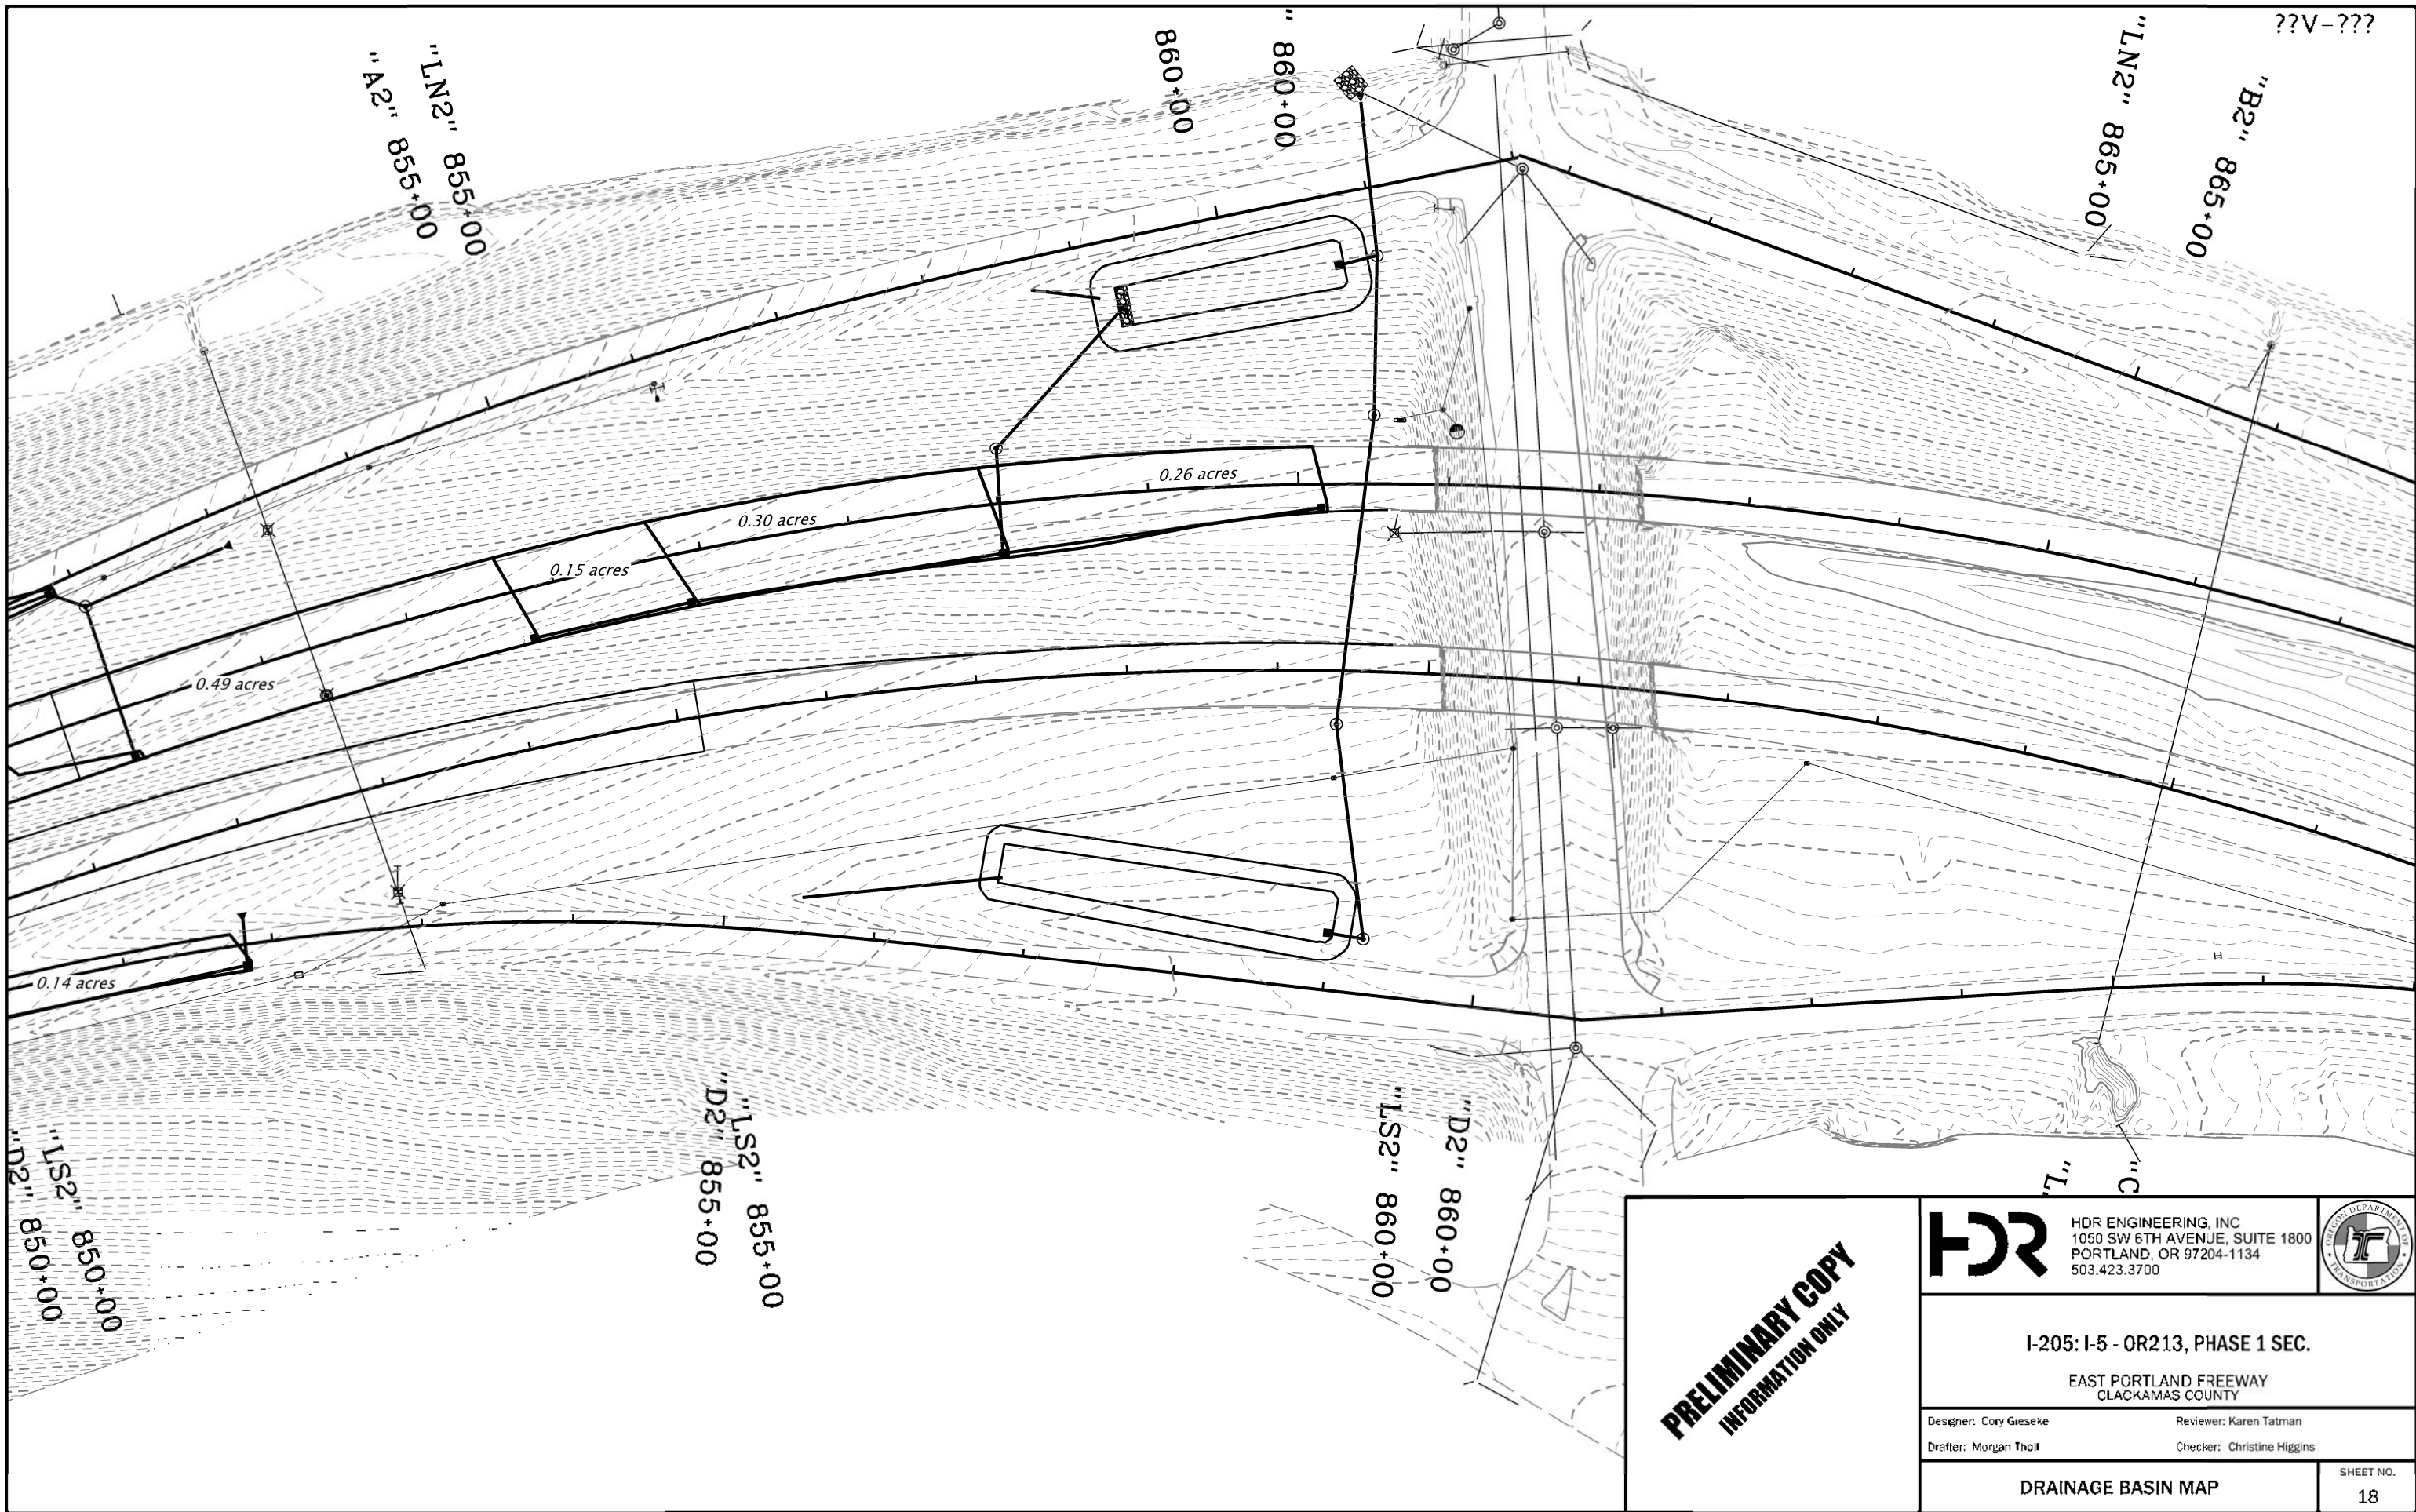 ??V-???
"A2" 855+00
"LN2" 855+00
860+00
" 860+00
"LN2" 865+00
"B2" 865+00
0.26 acres
0.30 acres
0.15 acres
0.49 acres
0.14 acres
"D2" 850+00
"LS2" 850+00
"D2" 855+00
"LS2" 855+00
"LS2" 860+00
"D2" 860+00
"L
"C
PRELIMINARY COPY
INFORMATION ONLY
HDR
HDR ENGINEERING, INC
1050 SW 6TH AVENUE, SUITE 1800
PORTLAND, OR 97204-1134
503.423.3700
OREGON DEPARTMENT OF
TRANSPORTATION
I-205: I-5 - OR213, PHASE 1 SEC.
EAST PORTLAND FREEWAY
CLACKAMAS COUNTY
Designer: Cory Gieseke
Reviewer: Karen Tatman
Drafter: Morgan Tholl
Checker: Christine Higgins
DRAINAGE BASIN MAP
SHEET NO.
18